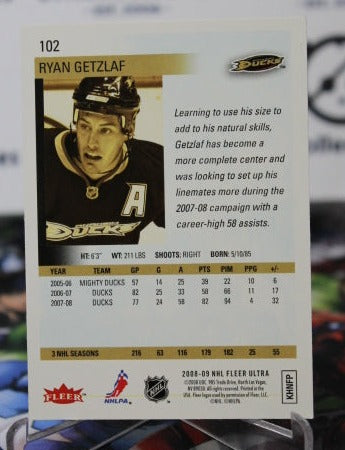 102
RYAN GETZLAF
DUCKS
A
DUCKS
Learning to use his size
to add to his natural skills,
Getzlaf has become a
more complete center and
was looking to set up his
linemates more during the
2007-08 campaign with a
career-high 58 assists.
HT: 6'3" WT: 211 LBS SHOOTS: RIGHT BORN: 5/10/85
YEAR TEAM GP G A PTS PIM PPG +/-
2005-06 MIGHTY DUCKS 57 14 25 39 22 10 6
2006-07 DUCKS 82 25 33 58 66 11 17
2007-08 DUCKS 77 24 58 82 94 4 32
3 NHL SEASONS 216 63 116 179 182 25 55
2008-09 NHL FLEER ULTRA
FLEER
NHLPA
NHL
KHNFP